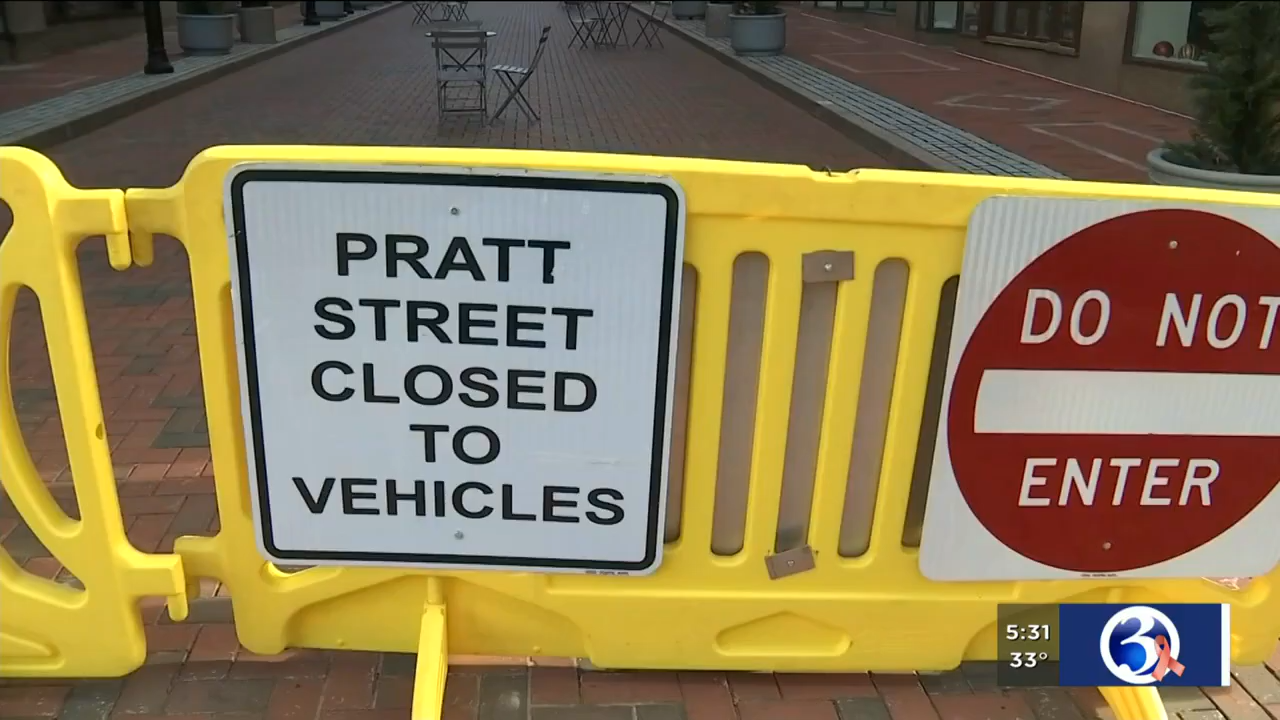 PRATT
STREET
CLOSED
TO
VEHICLES
DO NOT
ENTER
5:31
33°
3